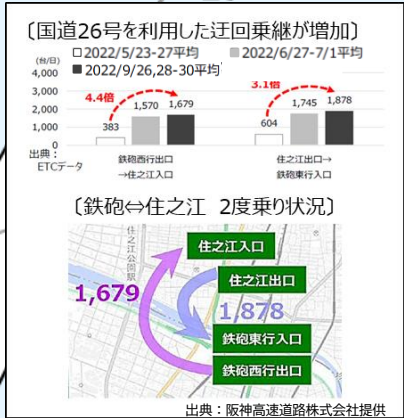 〔国道26号を利用した迂回乗継が増加〕
□2022/5/23-27平均 ■2022/6/27-7/1平均
■2022/9/26,28-30平均
(台/日)
4,000
3,000
2,000
1,000
0
4.4倍
383
1,570
1,679
3.1倍
604
1,745
1,878
出典：
ETCデータ
鉄砲西行出口
→住之江入口
住之江出口→
鉄砲東行入口
〔鉄砲⇔住之江 2度乗り状況〕
住之江公園駅
住之江入口
住之江出口
1,679
1,878
鉄砲東行入口
鉄砲西行出口
出典：阪神高速道路株式会社提供